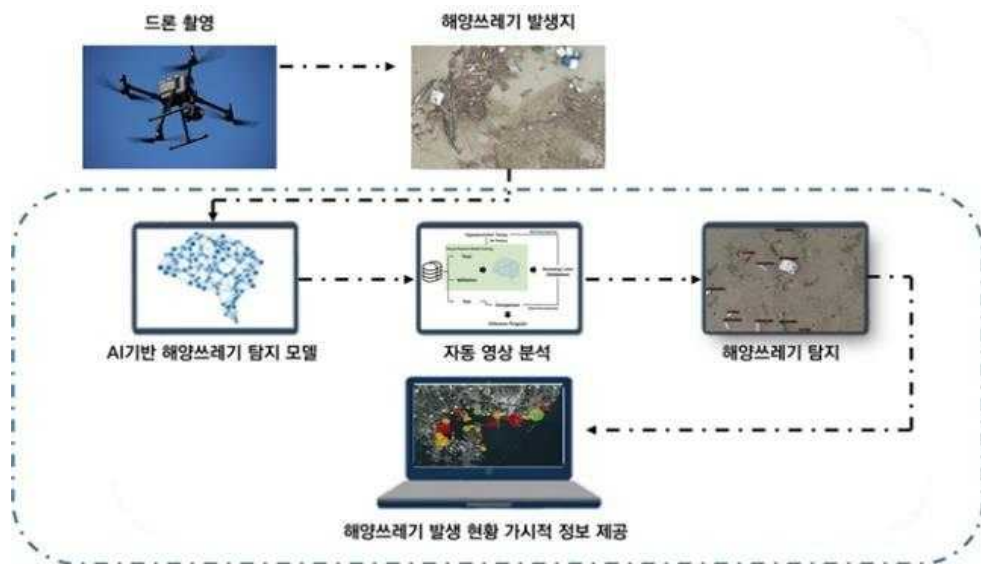 드론 촬영
해양쓰레기 발생지
AI기반 해양쓰레기 탐지 모델
자동 영상 분석
해양쓰레기 탐지
해양쓰레기 발생 현황 가시적 정보 제공